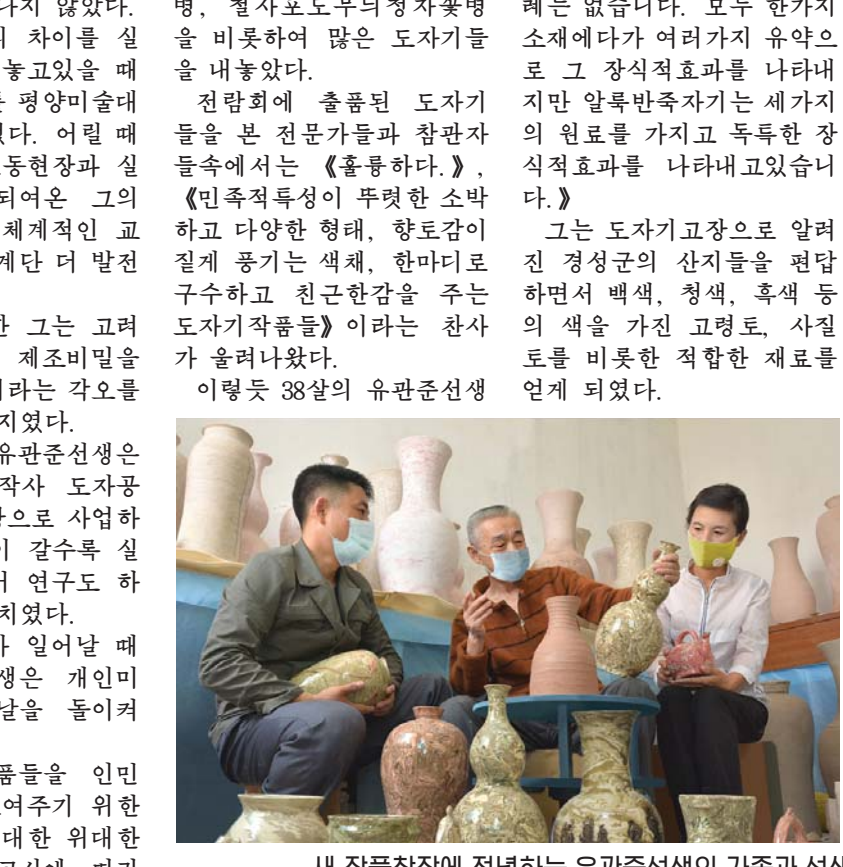 나지 않았다.
차이를 실
놓고있을 때
평양미술대
다. 어릴 때
동현장과 실
되여온 그의
체계적인 교
계단 더 발전
그는 고려
제조비밀을
이라는 각오를
지였다.
유관준선생은
작사 도자공
으로 사업하
갈수록 실
연구도 하
치였다.
일어날 때
생은 개인미
날을 돌이켜
품들을 인민
여주기 위한
대한 위대한
병, 철사포도무늬청자꽃병
을 비롯하여 많은 도자기들
을 내놓았다.
전람회에 출품된 도자기
들을 본 전문가들과 참관자
들속에서는 《훌륭하다.》,
《민족적특성이 뚜렷한 소박
하고 다양한 형태, 향토감이
짙게 풍기는 색채, 한마디로
구수하고 친근한감을 주는
도자기작품들》이라는 찬사
가 울려나왔다.
이렇듯 38살의 유관준선생
례는 없습니다. 모두 한가지
소재에다가 여러가지 유약으
로 그 장식적효과를 나타내
지만 알룩반죽자기는 세가지
의 원료를 가지고 독특한 장
식적효과를 나타내고있습니
다.》
그는 도자기고장으로 알려
진 경성군의 산지들을 편답
하면서 백색, 청색, 흑색 등
의 색을 가진 고령토, 사질
토를 비롯한 적합한 재료를
얻게 되였다.
새 작품창작에 전념하는 유관준선생의 가족과 선생